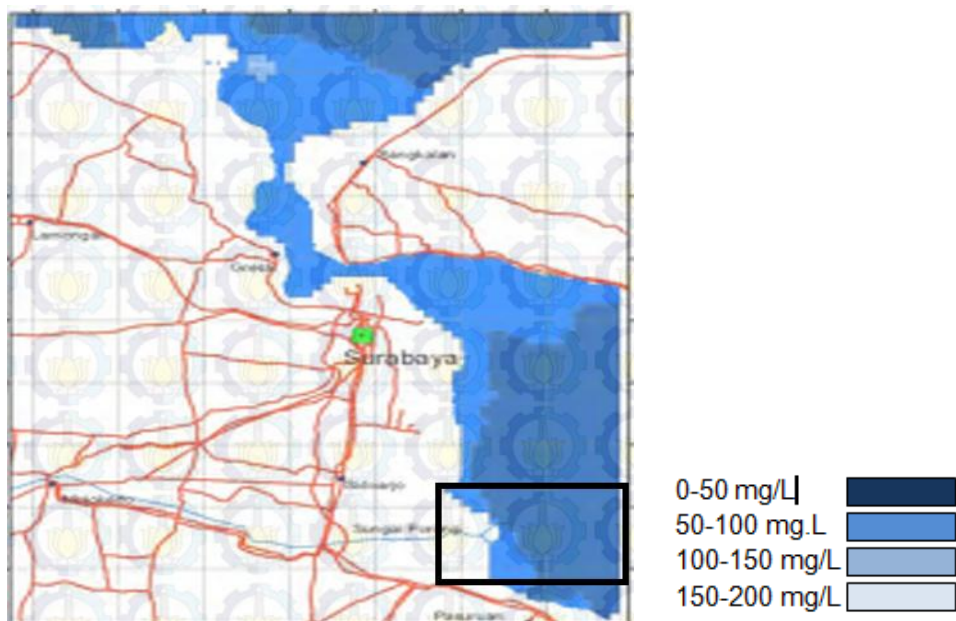 Bangkalan
Lamongan
Gresik
Surabaya
Sidoarjo
Sungai Porong
Pasuruan
0-50 mg/L
50-100 mg.L
100-150 mg/L
150-200 mg/L